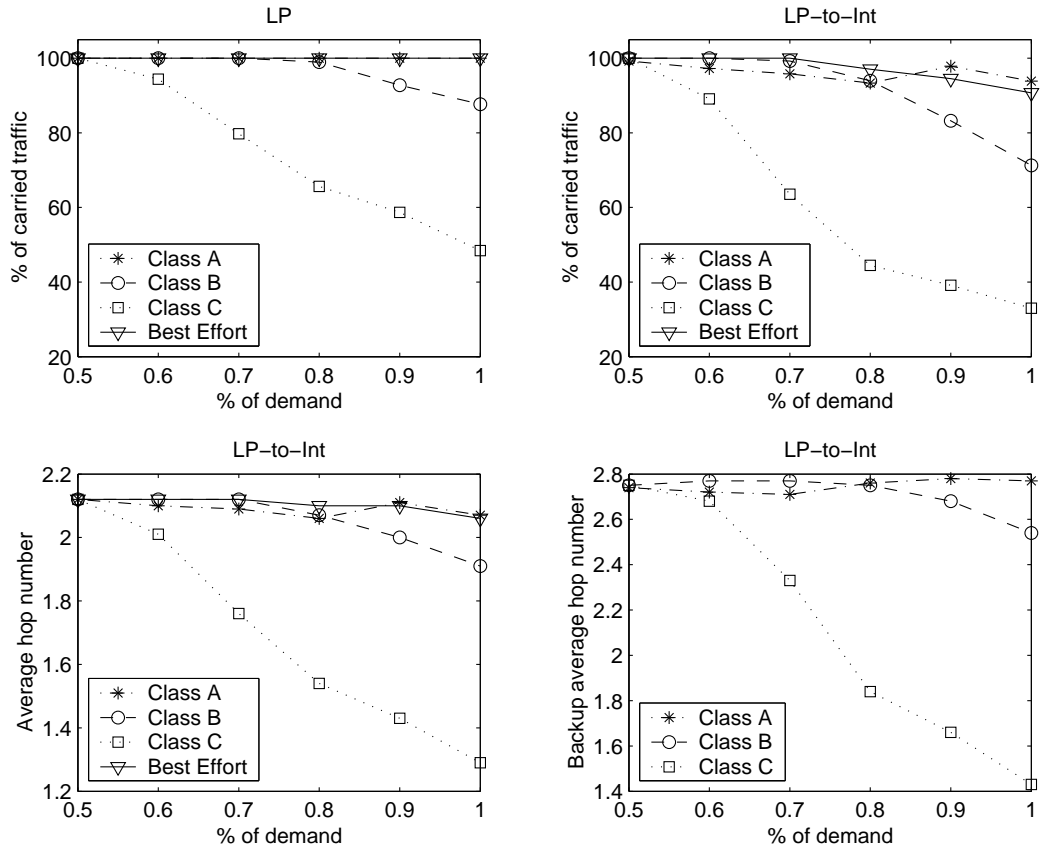 LP
100
80
60
40
20
% of carried traffic
Class A
Class B
Class C
Best Effort
0.5 0.6 0.7 0.8 0.9 1
% of demand
LP−to−Int
100
80
60
40
20
% of carried traffic
Class A
Class B
Class C
Best Effort
0.5 0.6 0.7 0.8 0.9 1
% of demand
LP−to−Int
2.2
2
1.8
1.6
1.4
1.2
Average hop number
Class A
Class B
Class C
Best Effort
0.5 0.6 0.7 0.8 0.9 1
% of demand
LP−to−Int
2.8
2.6
2.4
2.2
2
1.8
1.6
1.4
Backup average hop number
Class A
Class B
Class C
0.5 0.6 0.7 0.8 0.9 1
% of demand